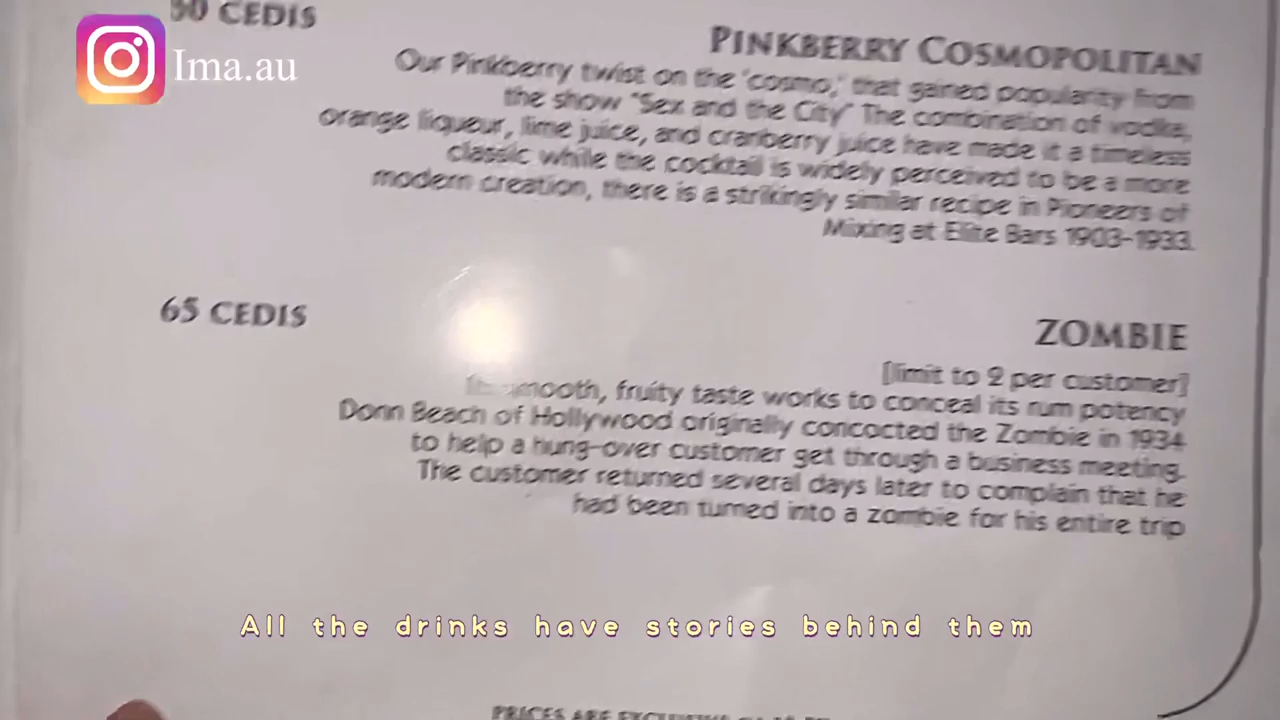 50 CEDIS
Ima.au
PINKBERRY COSMOPOLITAN
Our Pinkberry twist on the 'cosmo,' that gained popularity from
the show "Sex and the City" The combination of vodka,
orange liqueur, lime juice, and cranberry juice have made it a timeless
classic while the cocktail is widely perceived to be a more
modern creation, there is a strikingly similar recipe in Pioneers of
Mixing at Elite Bars 1903-1933.
65 CEDIS
ZOMBIE
[limit to 2 per customer]
smooth, fruity taste works to conceal its rum potency
Donn Beach of Hollywood originally concocted the Zombie in 1934
to help a hung-over customer get through a business meeting.
The customer returned several days later to complain that he
had been turned into a zombie for his entire trip
All the drinks have stories behind them
PRICES ARE EXCLUSIVE